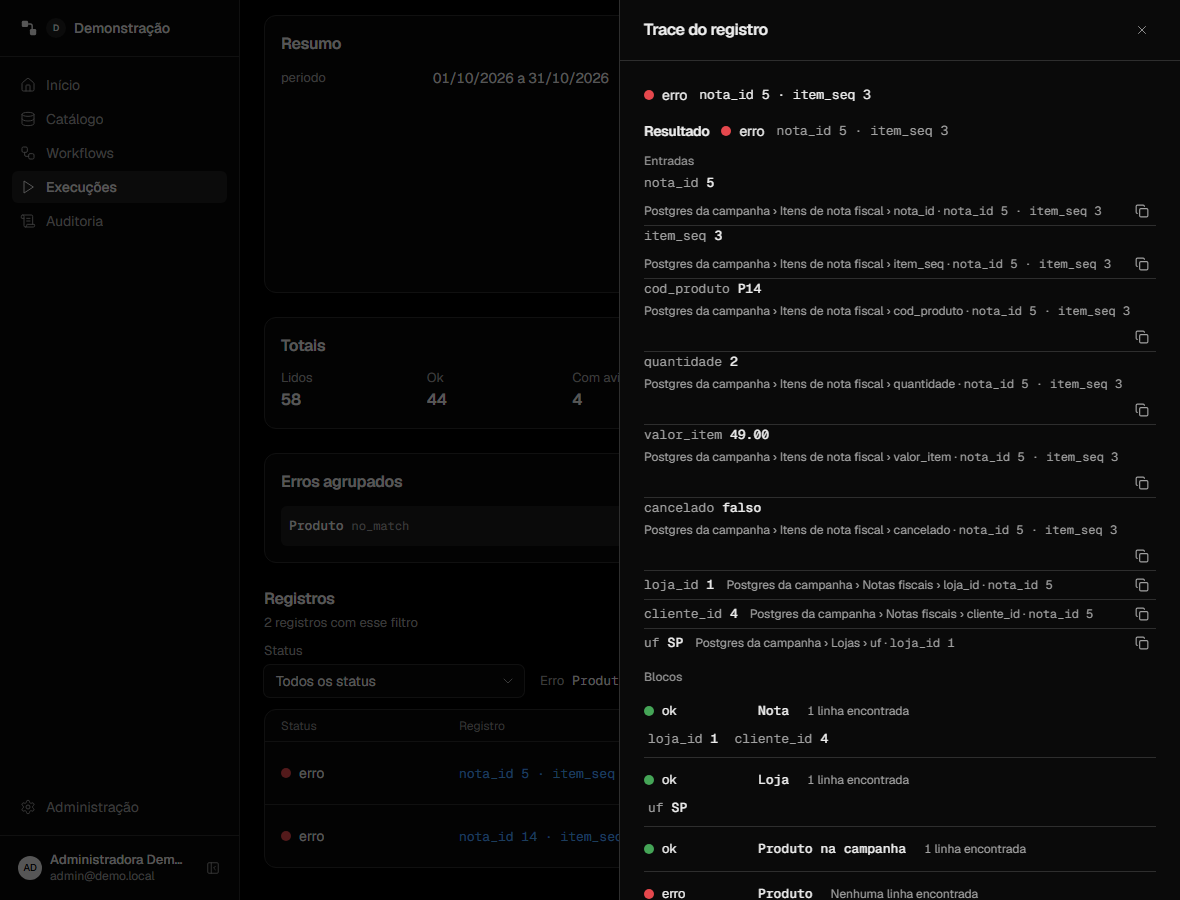 D Demonstração
Início
Catálogo
Workflows
Execuções
Auditoria
Administração
AD
Administradora Dem...
admin@demo.local
Resumo
periodo 01/10/2026 a 31/10/2026
Totais
Lidos Ok Com avi
58 44 4
Erros agrupados
Produto no_match
Registros
2 registros com esse filtro
Status
Todos os status Erro Produt
Status Registro
erro nota_id 5 · item_seq
erro nota_id 14 · item_sec
Trace do registro
erro nota_id 5 · item_seq 3
Resultado erro nota_id 5 · item_seq 3
Entradas
nota_id 5
Postgres da campanha › Itens de nota fiscal › nota_id · nota_id 5 · item_seq 3
item_seq 3
Postgres da campanha › Itens de nota fiscal › item_seq · nota_id 5 · item_seq 3
cod_produto P14
Postgres da campanha › Itens de nota fiscal › cod_produto · nota_id 5 · item_seq 3
quantidade 2
Postgres da campanha › Itens de nota fiscal › quantidade · nota_id 5 · item_seq 3
valor_item 49.00
Postgres da campanha › Itens de nota fiscal › valor_item · nota_id 5 · item_seq 3
cancelado falso
Postgres da campanha › Itens de nota fiscal › cancelado · nota_id 5 · item_seq 3
loja_id 1 Postgres da campanha › Notas fiscais › loja_id · nota_id 5
cliente_id 4 Postgres da campanha › Notas fiscais › cliente_id · nota_id 5
uf SP Postgres da campanha › Lojas › uf · loja_id 1
Blocos
ok Nota 1 linha encontrada
loja_id 1 cliente_id 4
ok Loja 1 linha encontrada
uf SP
ok Produto na campanha 1 linha encontrada
erro Produto Nenhuma linha encontrada